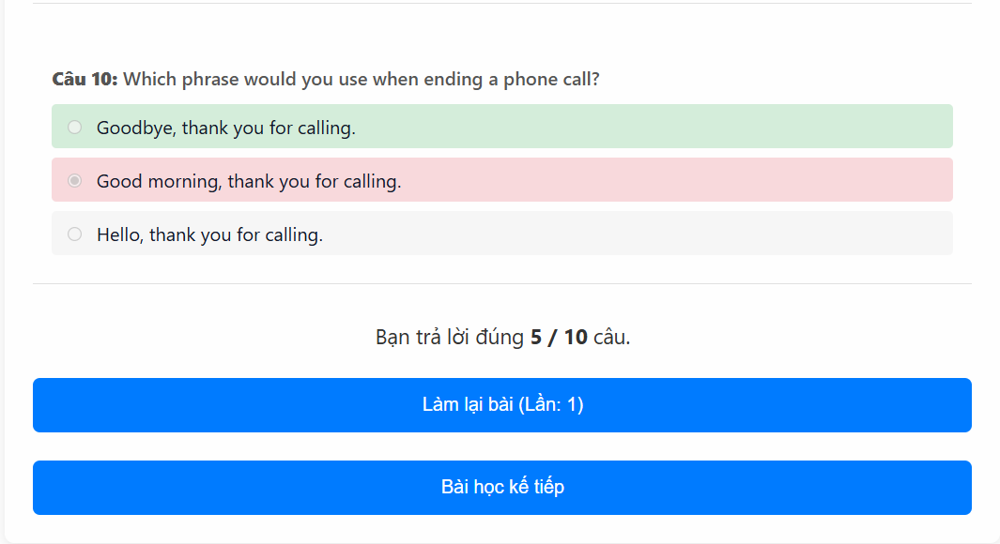 Câu 10: Which phrase would you use when ending a phone call?
Goodbye, thank you for calling.
Good morning, thank you for calling.
Hello, thank you for calling.
Bạn trả lời đúng 5 / 10 câu.
Làm lại bài (Lần: 1)
Bài học kế tiếp